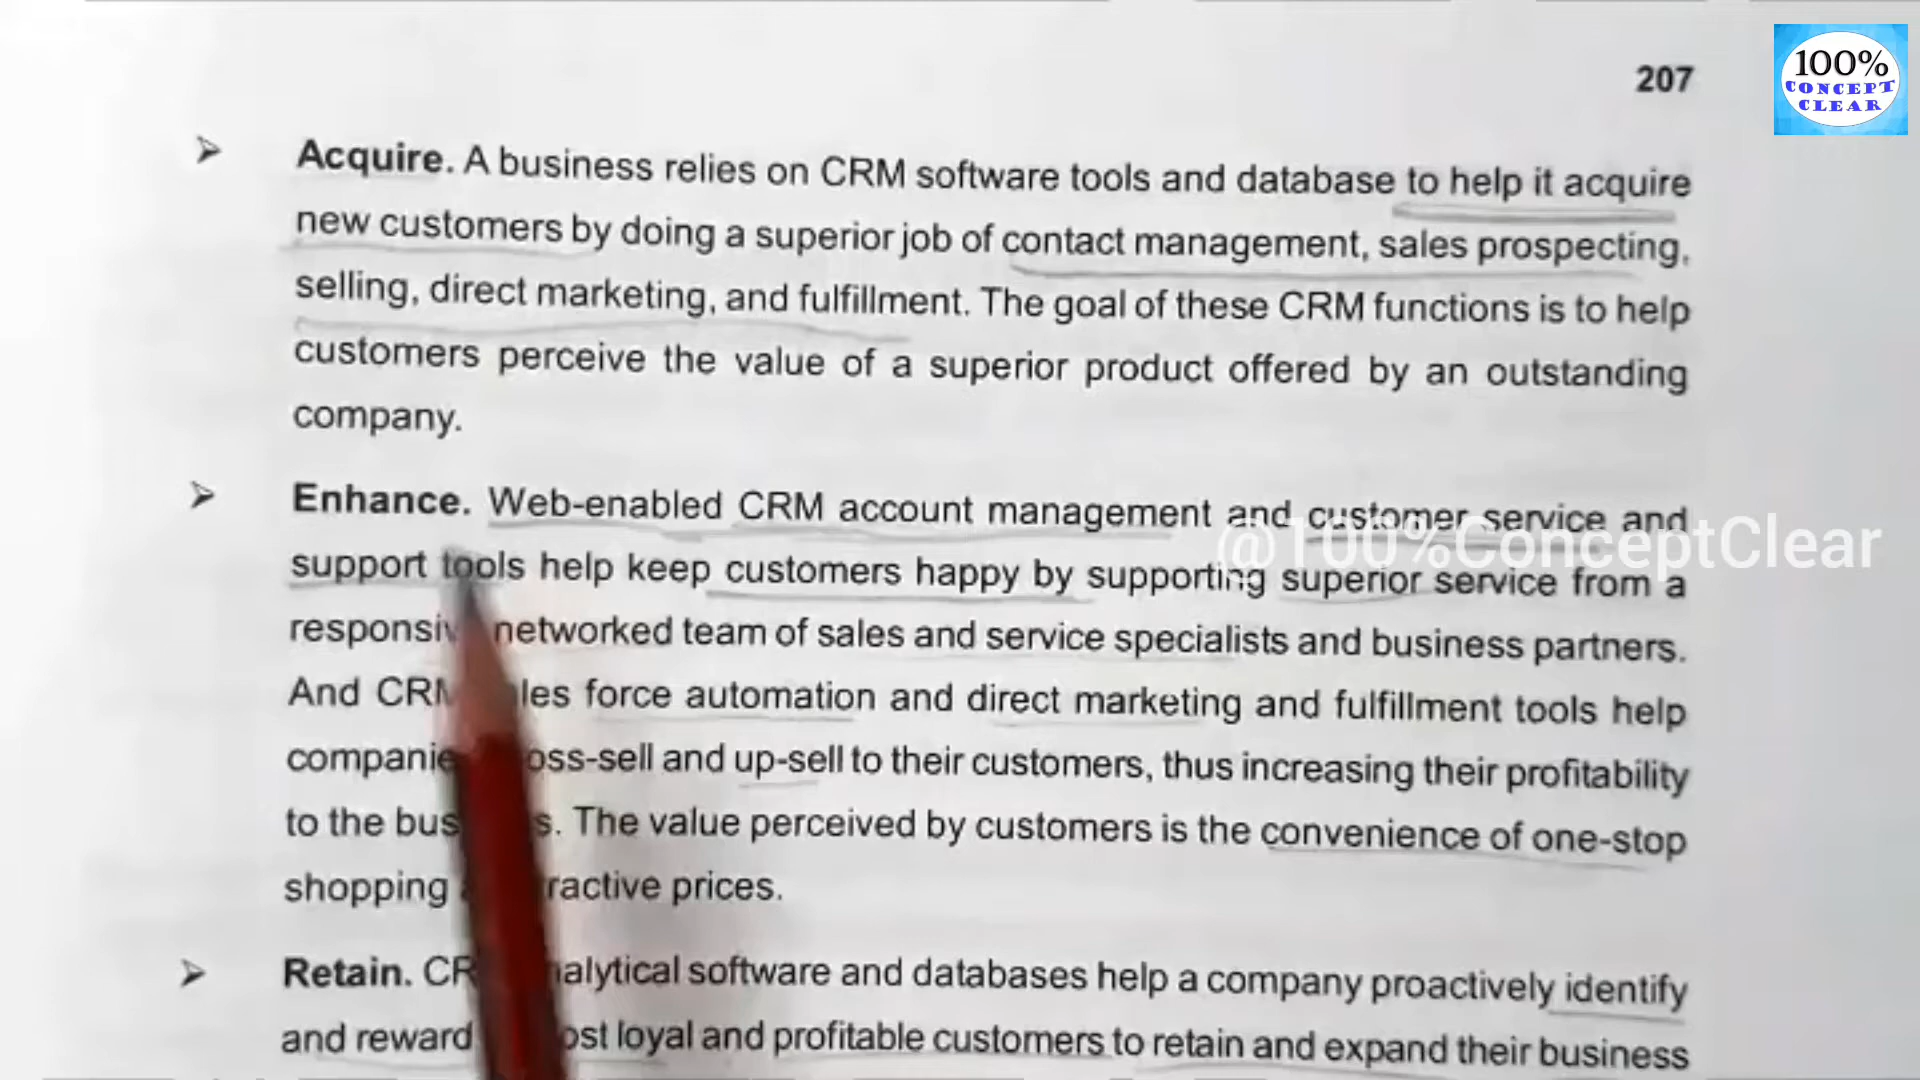 100%
CONCEPT
CLEAR
207
➢ Acquire. A business relies on CRM software tools and database to help it acquire
new customers by doing a superior job of contact management, sales prospecting,
selling, direct marketing, and fulfillment. The goal of these CRM functions is to help
customers perceive the value of a superior product offered by an outstanding
company.
➢ Enhance. Web-enabled CRM account management and customer service and
@100%ConceptClear
support tools help keep customers happy by supporting superior service from a
networked team of sales and service specialists and business partners.
And force automation and direct marketing and fulfillment tools help
and up-sell to their customers, thus increasing their profitability
to the The value perceived by customers is the convenience of one-stop
shopping prices.
➢ Retain. software and databases help a company proactively identify
and reward loyal and profitable customers to retain and expand their business